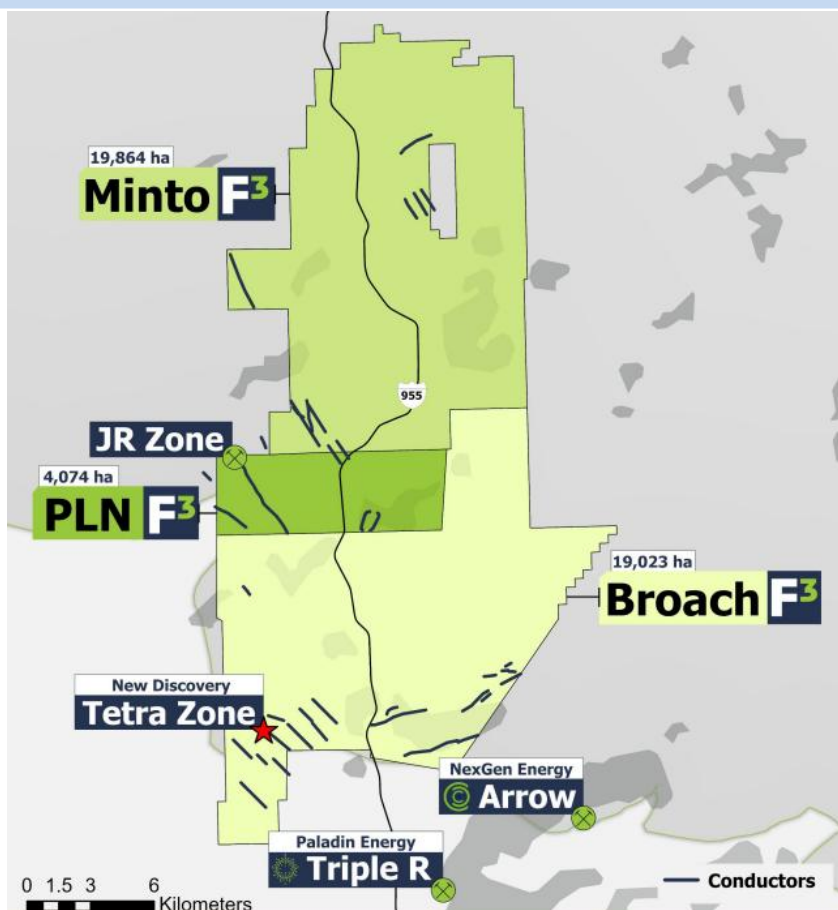 19,864 ha
Minto F3
955
JR Zone
4,074 ha
PLN F3
19,023 ha
Broach F3
New Discovery
Tetra Zone
NexGen Energy
Arrow
Paladin Energy
Triple R
0 1.5 3 6
Kilometers
Conductors